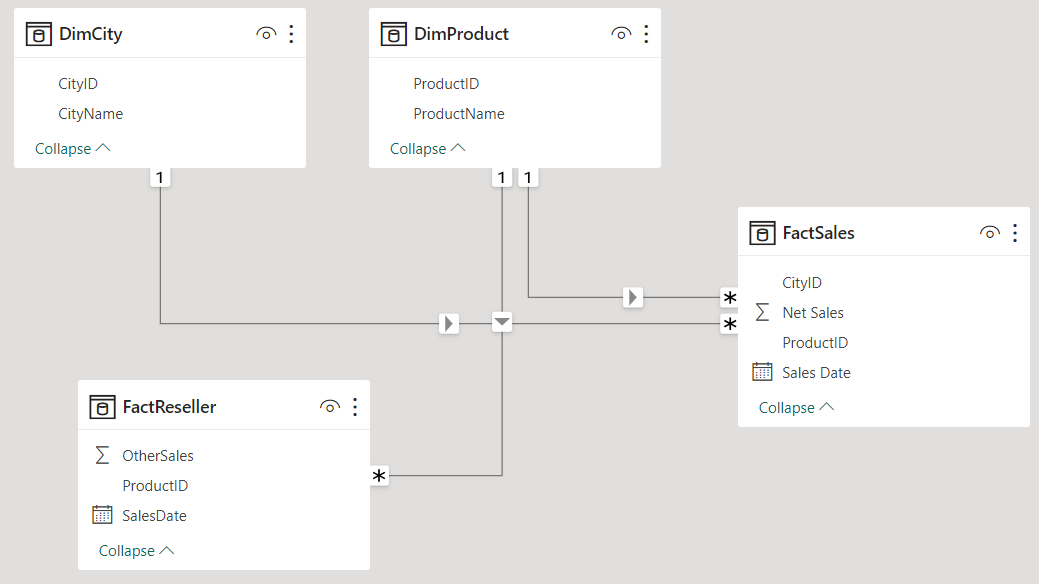 DimCity
CityID
CityName
Collapse
1
DimProduct
ProductID
ProductName
Collapse
1
1
FactSales
CityID
Net Sales
ProductID
Sales Date
Collapse
*
*
FactReseller
OtherSales
ProductID
SalesDate
Collapse
*